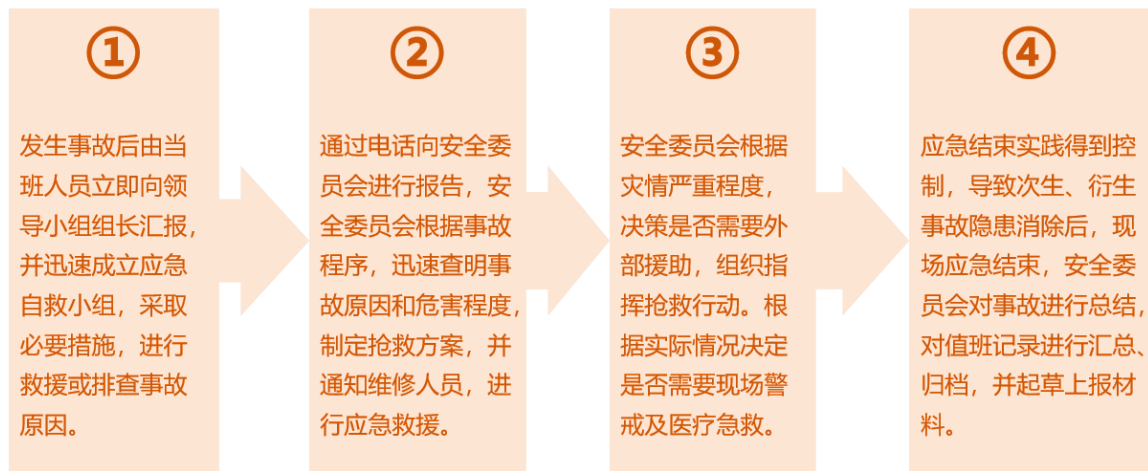 ①
发生事故后由当
班人员立即向领
导小组组长汇报，
并迅速成立应急
自救小组，采取
必要措施，进行
救援或排查事故
原因。
②
通过电话向安全委
员会进行报告，安
全委员会根据事故
程序，迅速查明事
故原因和危害程度，
制定抢救方案，并
通知维修人员，进
行应急救援。
③
安全委员会根据
灾情严重程度，
决策是否需要外
部援助，组织指
挥抢救行动。根
据实际情况决定
是否需要现场警
戒及医疗急救。
④
应急结束实践得到控
制，导致次生、衍生
事故隐患消除后，现
场应急结束，安全委
员会对事故进行总结，
对值班记录进行汇总、
归档，并起草上报材
料。